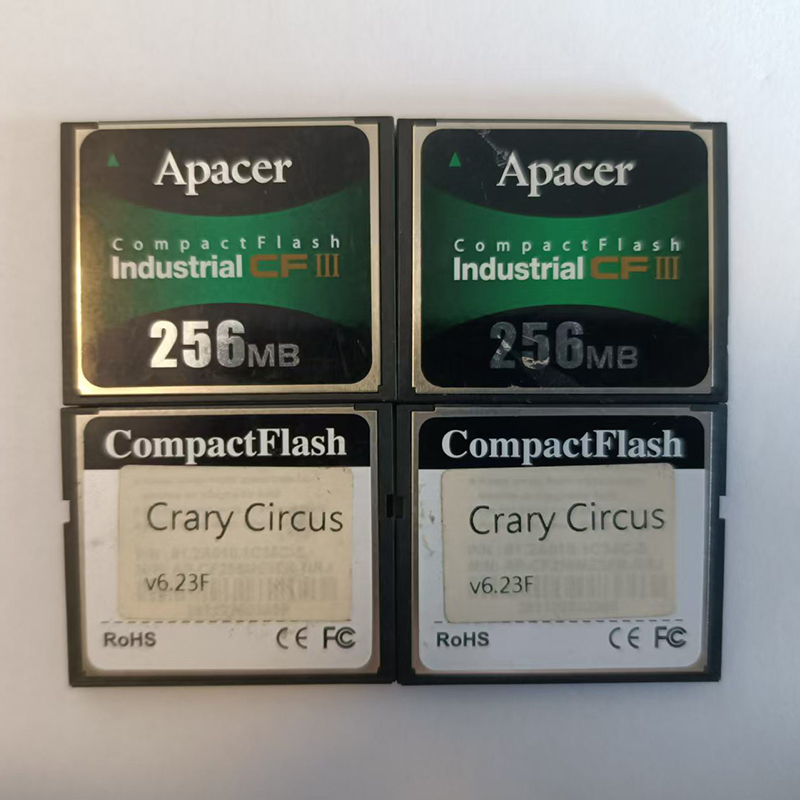 Apacer
CompactFlash
Industrial CF III
256MB
Apacer
CompactFlash
Industrial CF III
256MB
CompactFlash
Crary Circus
v6.23F
RoHS CE FC
CompactFlash
Crary Circus
v6.23F
RoHS CE FC